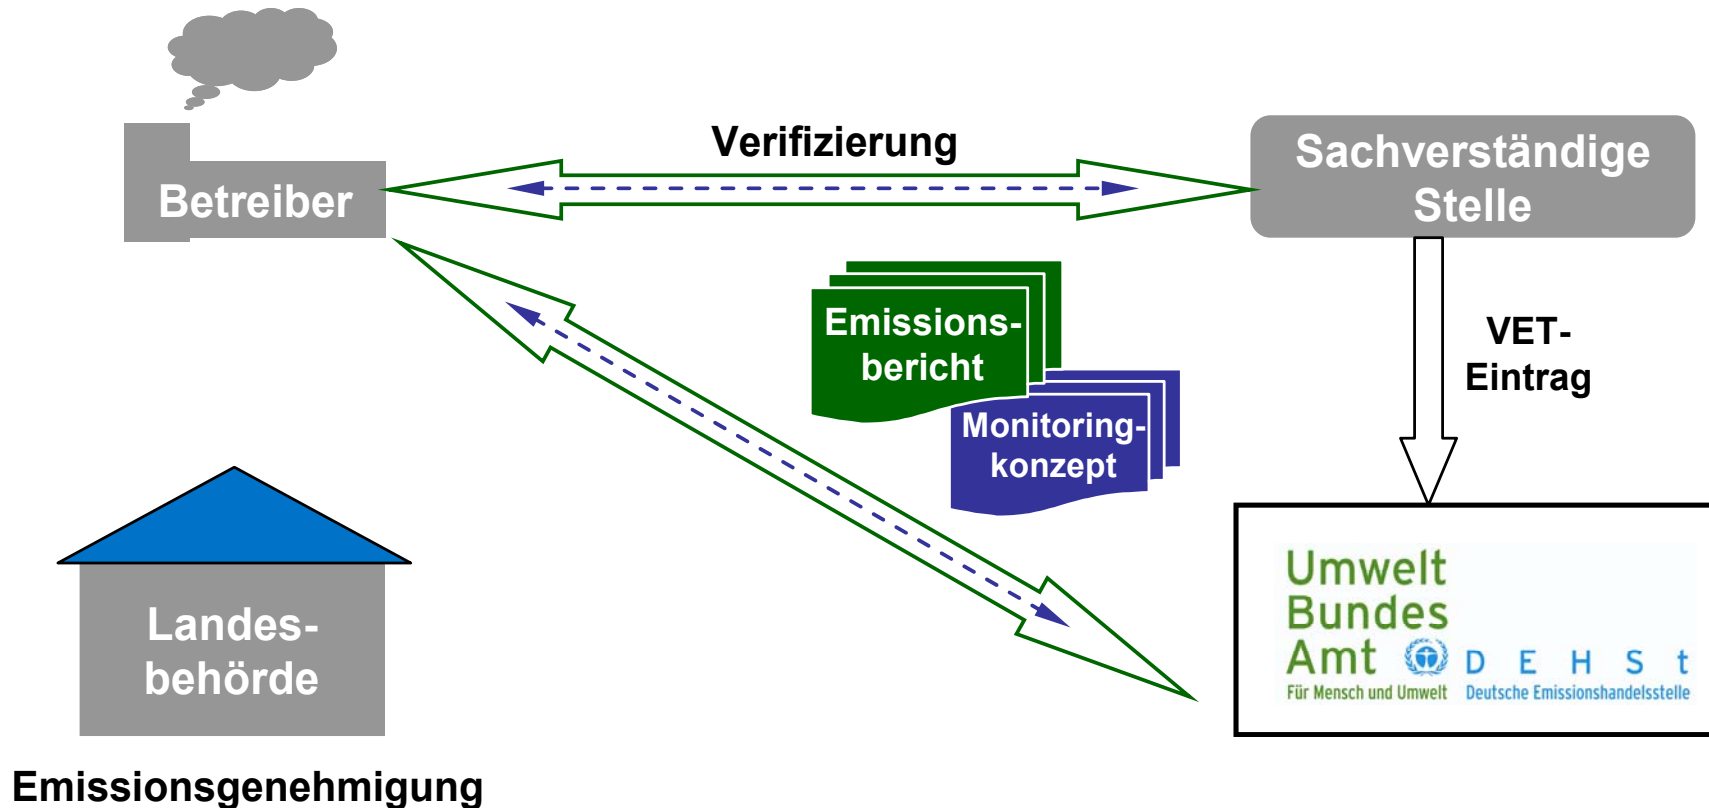 Verifizierung
Betreiber
Sachverständige
Stelle
Emissions-
bericht
VET-
Eintrag
Monitoring-
konzept
Landes-
behörde
Umwelt
Bundes
Amt
D E H S t
Für Mensch und Umwelt
Deutsche Emissionshandelsstelle
Emissionsgenehmigung